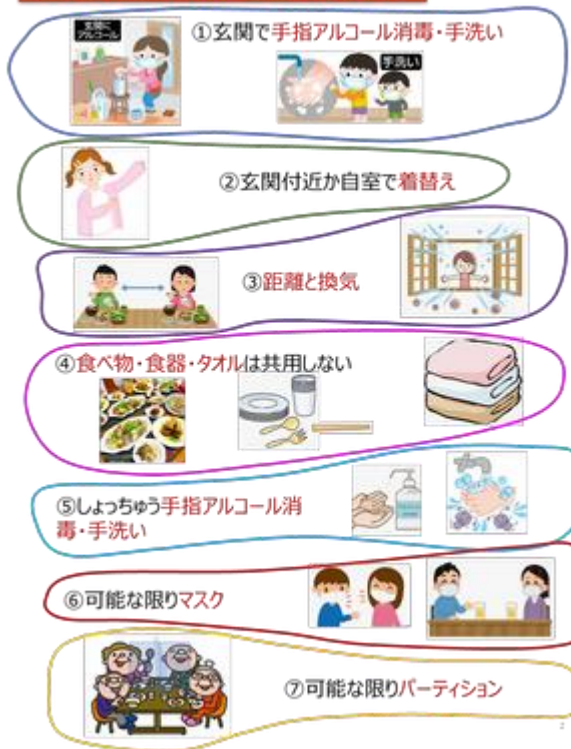 玄関に
アルコール
①玄関で手指アルコール消毒・手洗い
手洗い
②玄関付近か自室で着替え
③距離と換気
④食べ物・食器・タオルは共用しない
⑤しょっちゅう手指アルコール消
毒・手洗い
⑥可能な限りマスク
⑦可能な限りパーティション
2